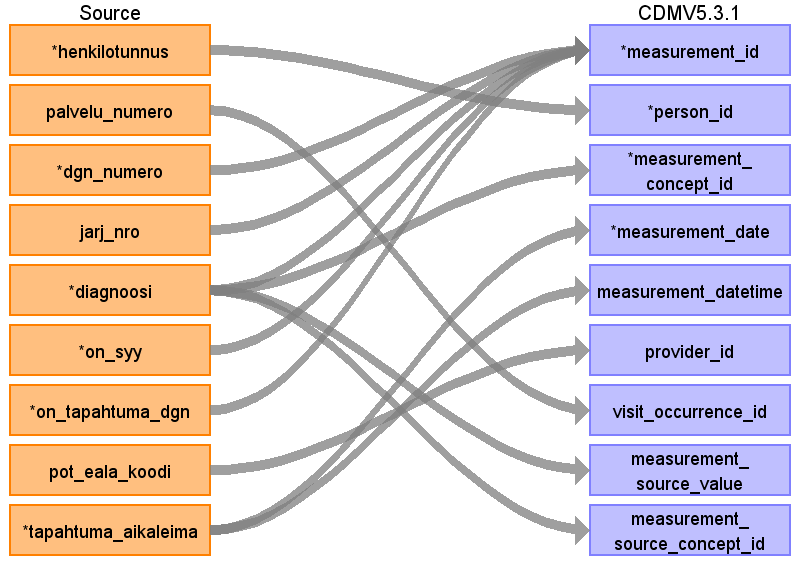 Source
CDMV5.3.1
*henkilotunnus
*measurement_id
palvelu_numero
*person_id
*dgn_numero
*measurement_
concept_id
jarj_nro
*measurement_date
*diagnoosi
measurement_datetime
*on_syy
provider_id
*on_tapahtuma_dgn
visit_occurrence_id
pot_eala_koodi
measurement_
source_value
*tapahtuma_aikaleima
measurement_
source_concept_id